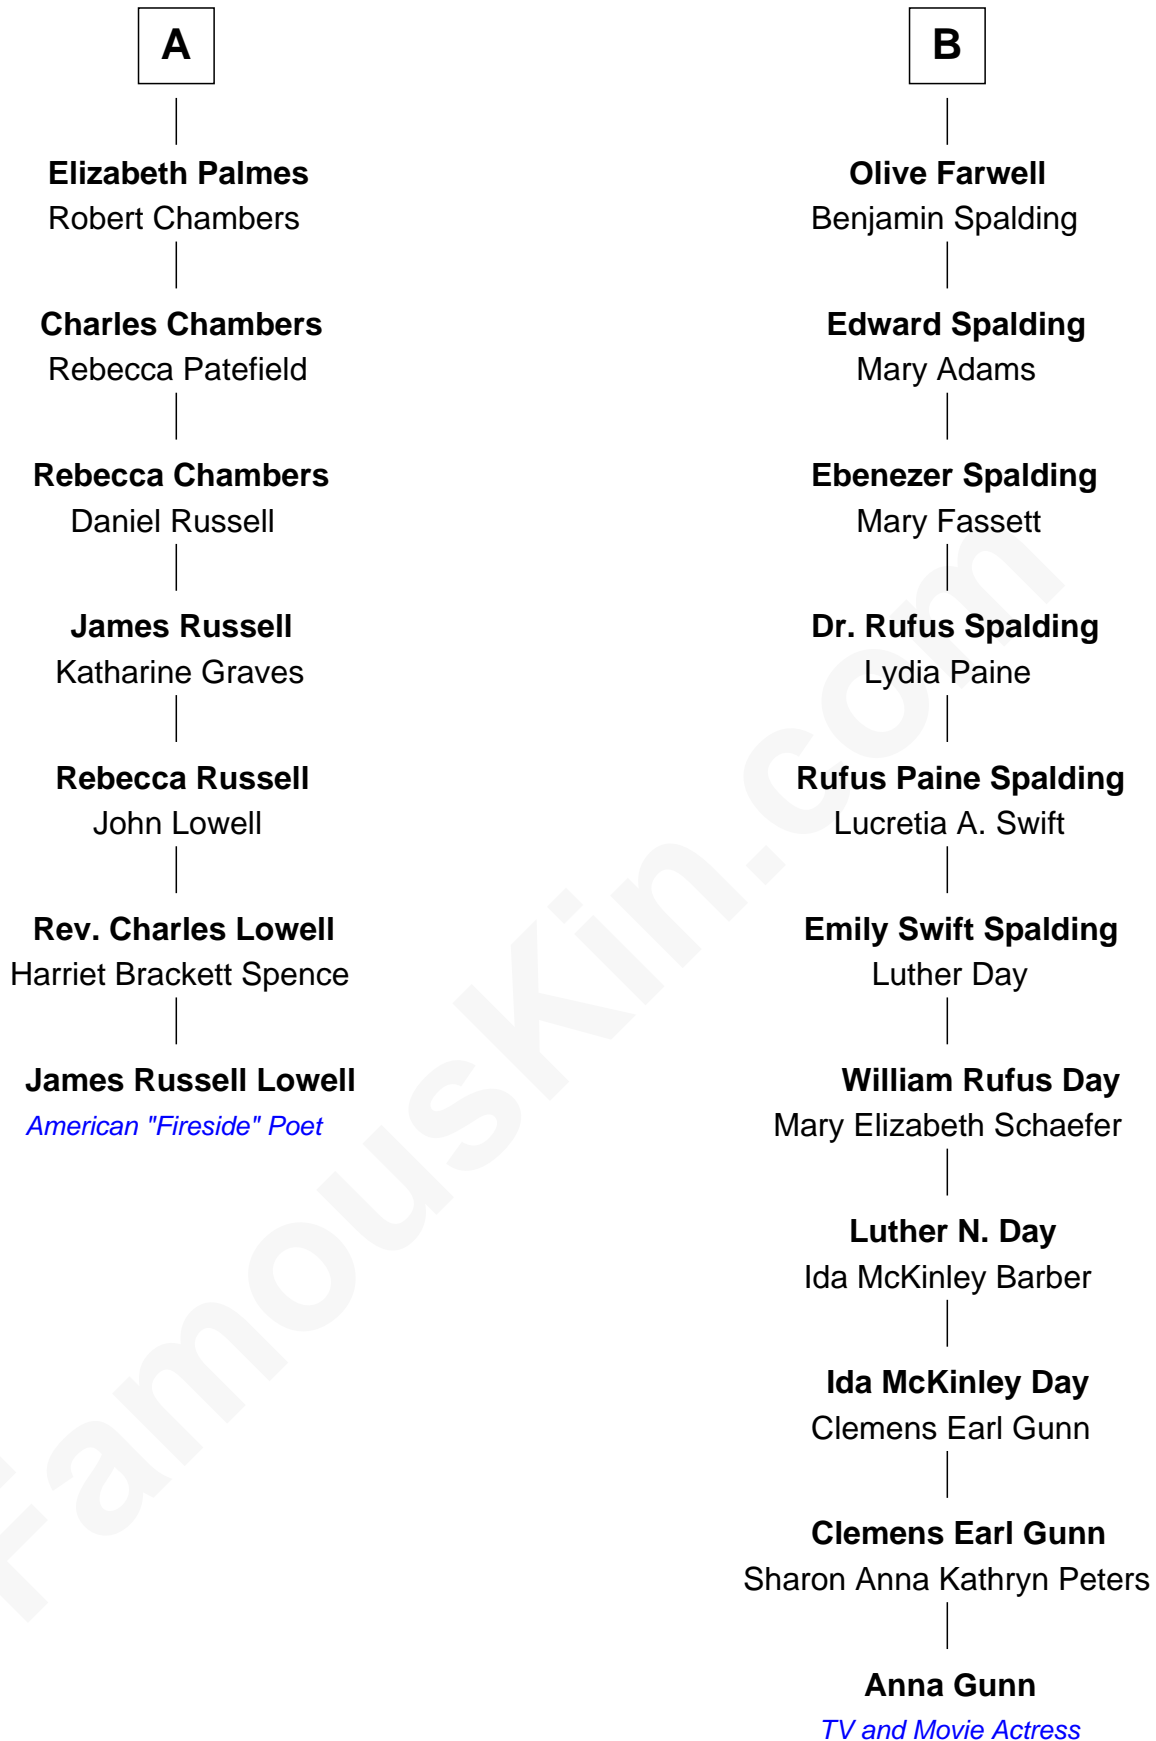 A
Elizabeth Palmes
Robert Chambers
Charles Chambers
Rebecca Patefield
Rebecca Chambers
Daniel Russell
James Russell
Katharine Graves
Rebecca Russell
John Lowell
Rev. Charles Lowell
Harriet Brackett Spence
James Russell Lowell
American "Fireside" Poet
B
Olive Farwell
Benjamin Spalding
Edward Spalding
Mary Adams
Ebenezer Spalding
Mary Fassett
Dr. Rufus Spalding
Lydia Paine
Rufus Paine Spalding
Lucretia A. Swift
Emily Swift Spalding
Luther Day
William Rufus Day
Mary Elizabeth Schaefer
Luther N. Day
Ida McKinley Barber
Ida McKinley Day
Clemens Earl Gunn
Clemens Earl Gunn
Sharon Anna Kathryn Peters
Anna Gunn
TV and Movie Actress
FamousKin.com